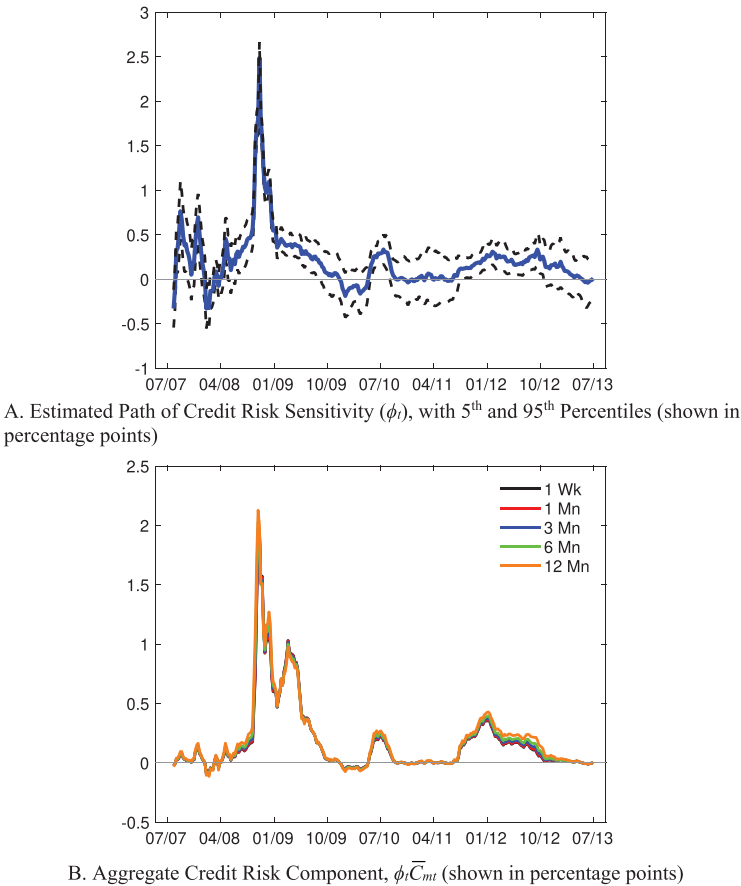 3
2.5
2
1.5
1
0.5
0
-0.5
-1
07/07 04/08 01/09 10/09 07/10 04/11 01/12 10/12 07/13
A. Estimated Path of Credit Risk Sensitivity (ϕt), with 5th and 95th Percentiles (shown in
percentage points)
2.5
2
1.5
1
0.5
0
-0.5
1 Wk
1 Mn
3 Mn
6 Mn
12 Mn
07/07 04/08 01/09 10/09 07/10 04/11 01/12 10/12 07/13
B. Aggregate Credit Risk Component, ϕtC̅mt (shown in percentage points)